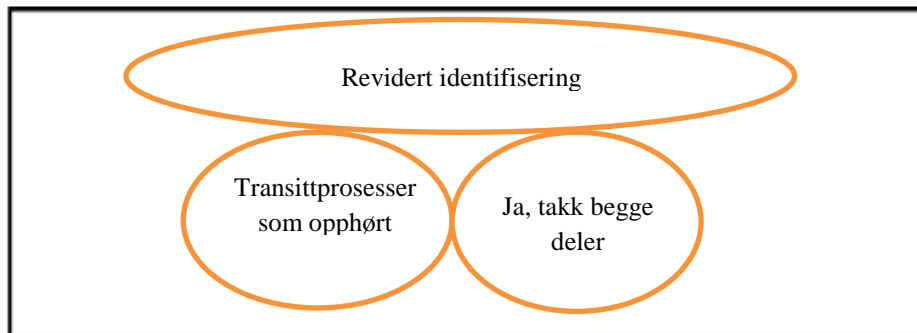 Revidert identifisering
Transittprosesser
som opphørt
Ja, takk begge
deler